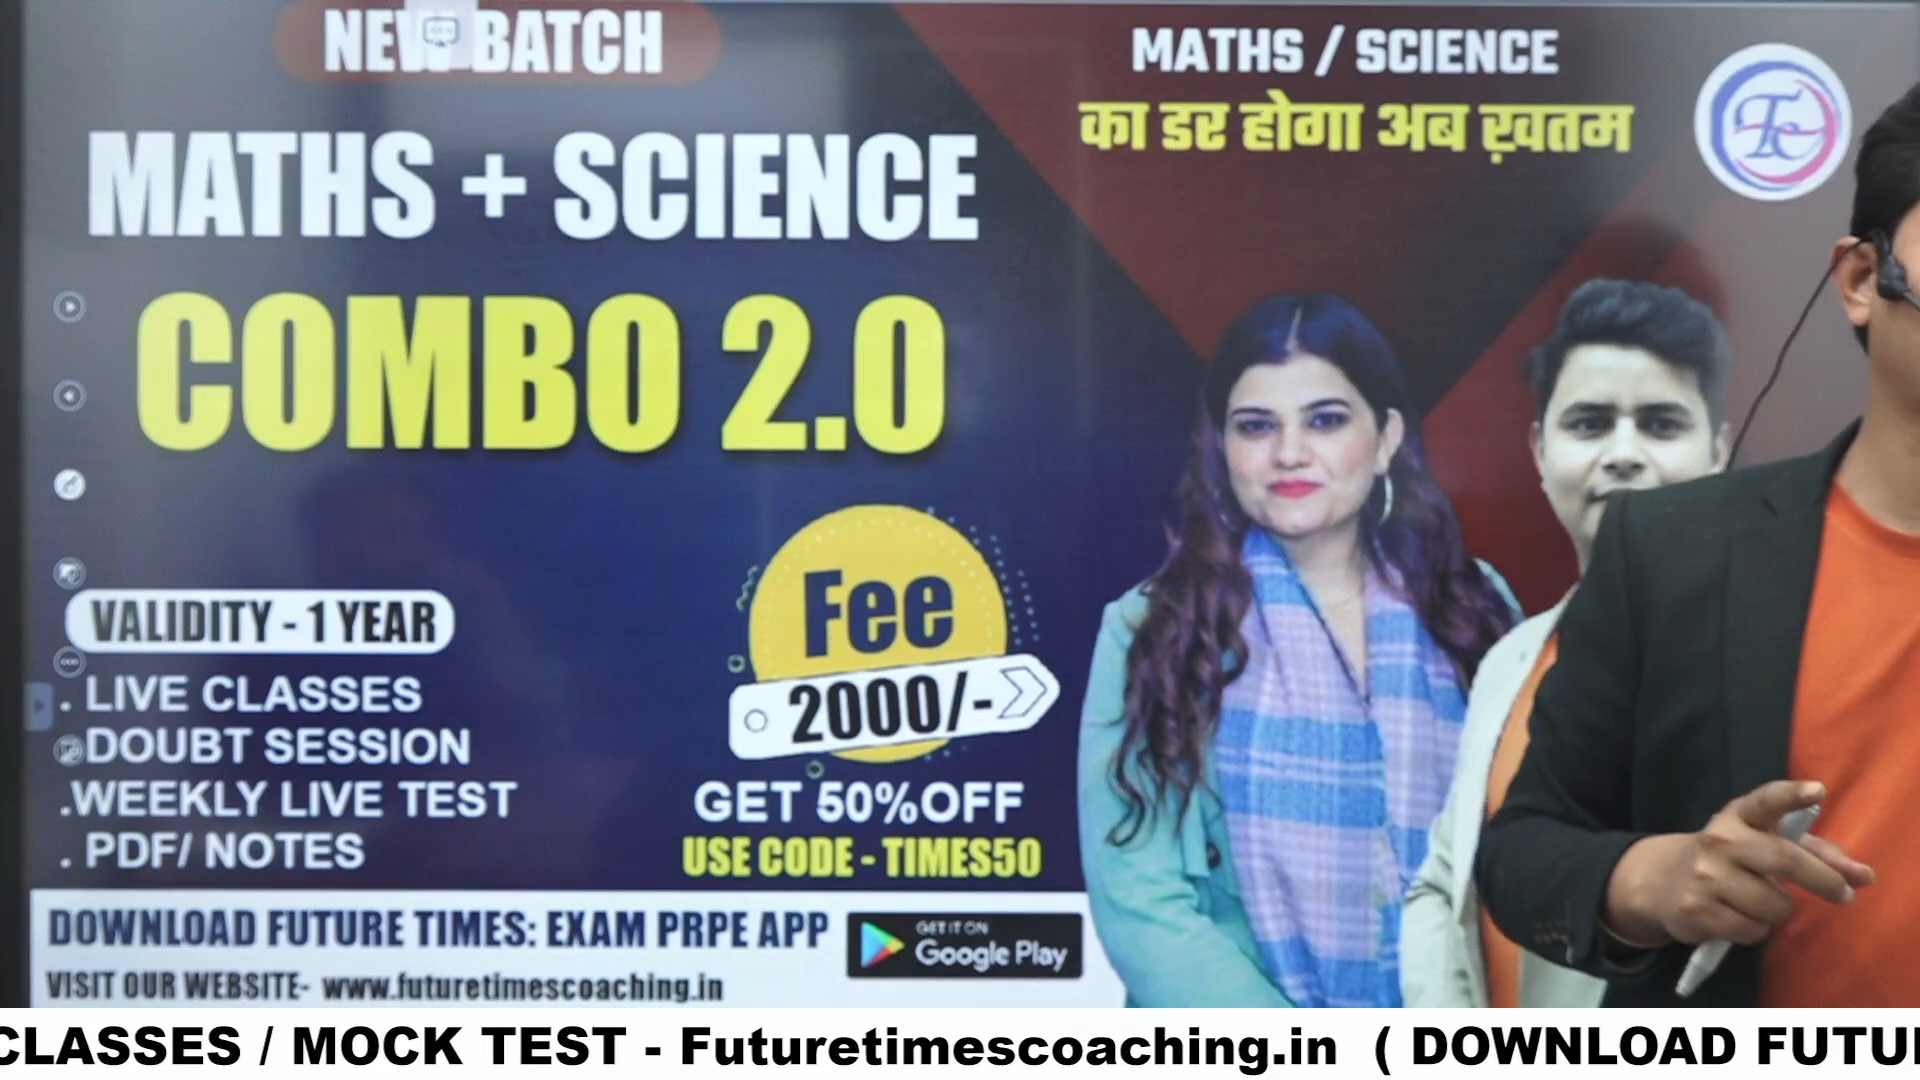 NEW BATCH
MATHS + SCIENCE
COMBO 2.0
MATHS / SCIENCE
का डर होगा अब ख़तम
VALIDITY - 1 YEAR
. LIVE CLASSES
DOUBT SESSION
.WEEKLY LIVE TEST
. PDF/ NOTES
Fee
2000/-
GET 50%OFF
USE CODE - TIMES50
DOWNLOAD FUTURE TIMES: EXAM PRPE APP
GET IT ON
Google Play
VISIT OUR WEBSITE- www.futuretimescoaching.in
CLASSES / MOCK TEST - Futuretimescoaching.in ( DOWNLOAD FUTU